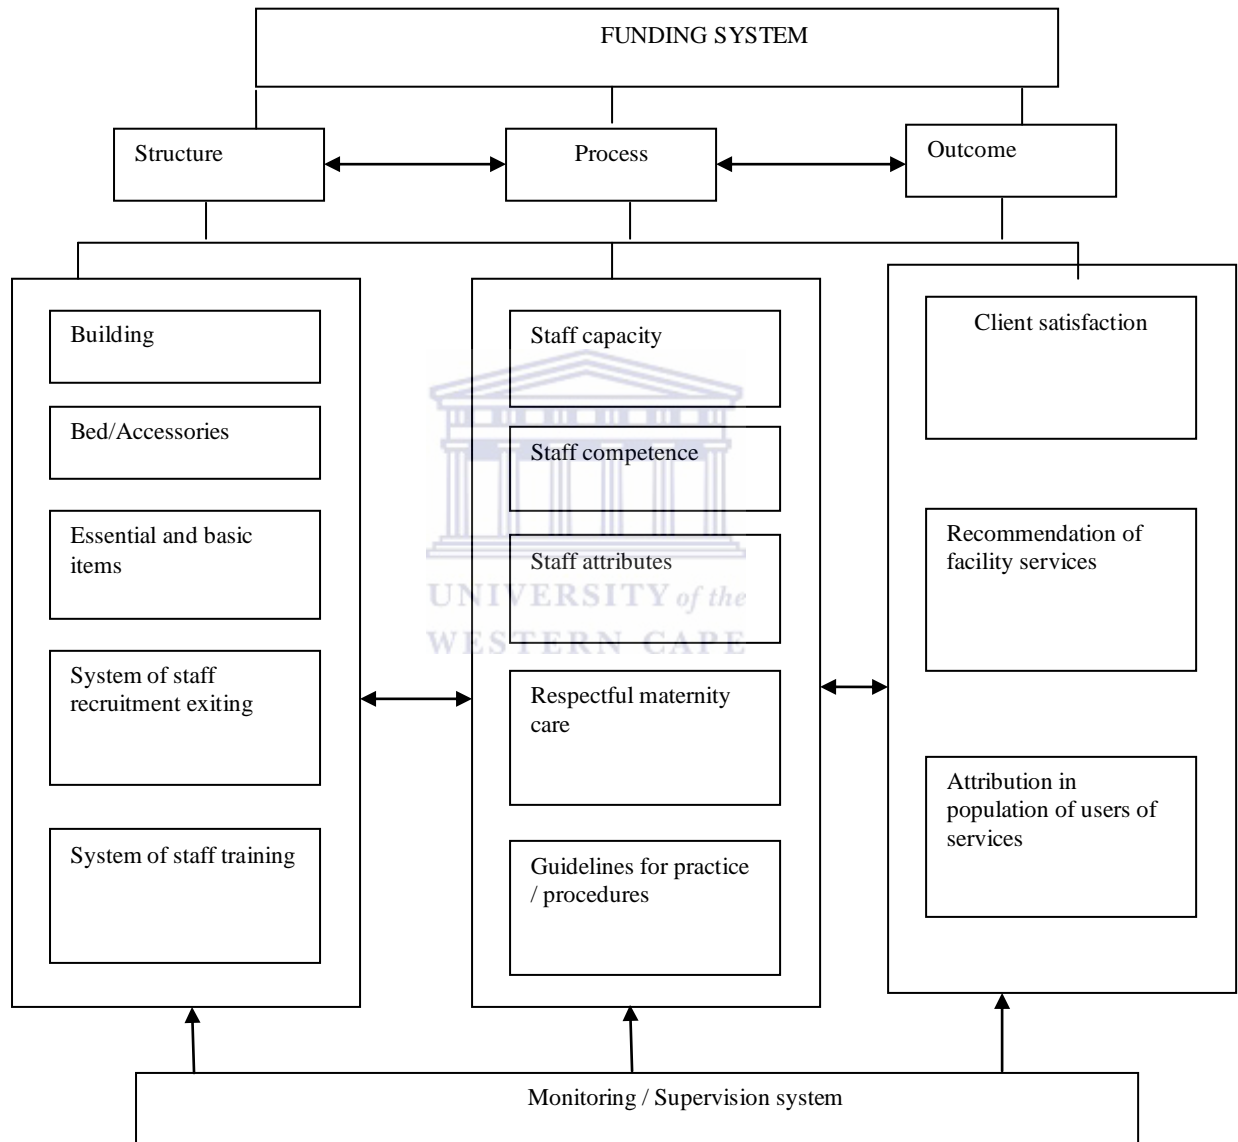 FUNDING SYSTEM
Structure
Process
Outcome
Building
Bed/Accessories
Essential and basic
items
System of staff
recruitment exiting
System of staff training
Staff capacity
Staff competence
Staff attributes
Respectful maternity
care
Guidelines for practice
/ procedures
Client satisfaction
Recommendation of
facility services
Attribution in
population of users of
services
UNIVERSITY of the
WESTERN CAPE
Monitoring / Supervision system